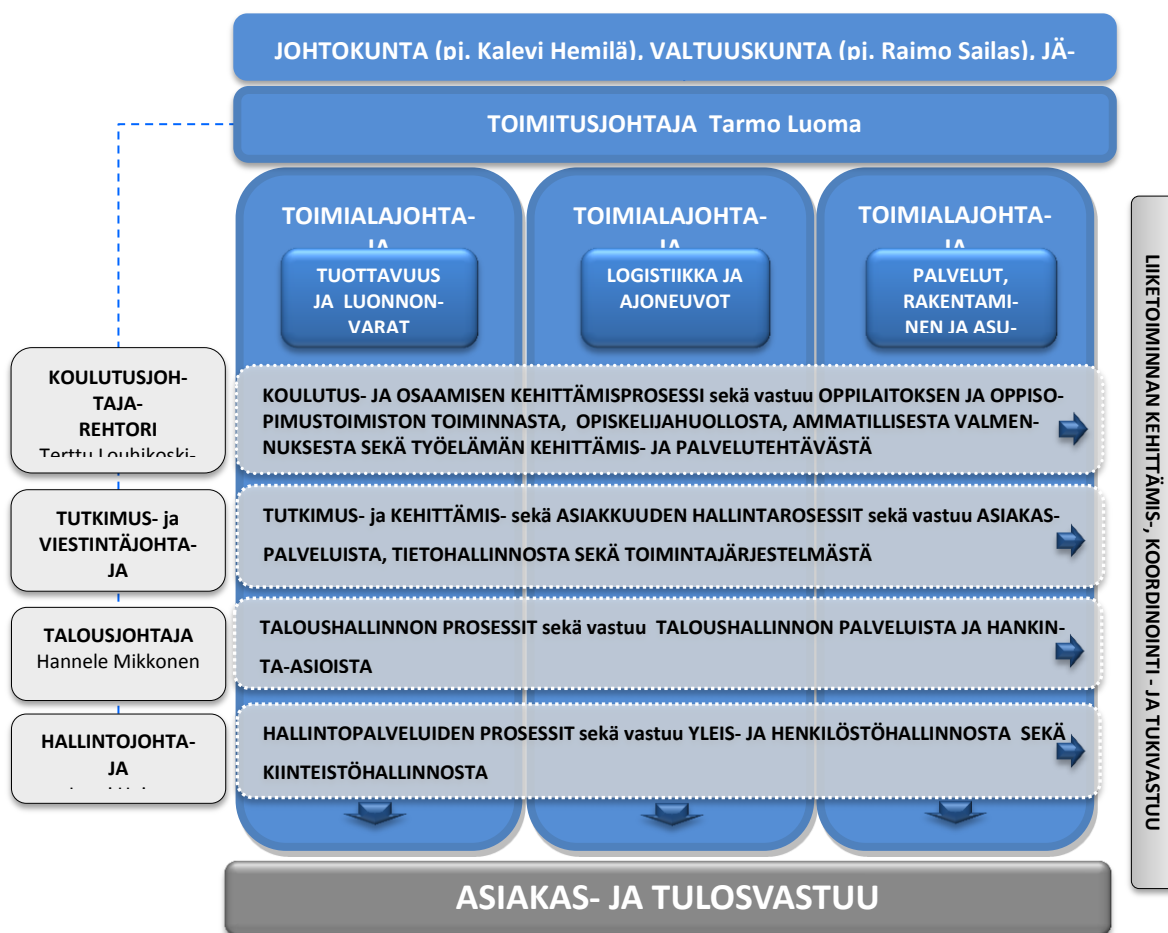 JOHTOKUNTA (pj. Kalevi Hemilä), VALTUUSKUNTA (pj. Raimo Sailas), JÄ-
TOIMITUSJOHTAJA Tarmo Luoma
TOIMIALAJOHTA-
JA
TUOTTAVUUS
JA LUONNON-
VARAT
TOIMIALAJOHTA-
JA
LOGISTIIKKA JA
AJONEUVOT
TOIMIALAJOHTA-
JA
PALVELUT,
RAKENTAMI-
NEN JA ASU-
KOULUTUSJOH-
TAJA-
REHTORI
Terttu Louhikoski-
KOULUTUS- JA OSAAMISEN KEHITTÄMISPROSESSI sekä vastuu OPPILAITOKSEN JA OPPISO-
PIMUSTOIMISTON TOIMINNASTA, OPISKELIJAHUOLLOSTA, AMMATILLISESTA VALMEN-
NUKSESTA SEKÄ TYÖELÄMÄN KEHITTÄMIS- JA PALVELUTEHTÄVÄSTÄ
TUTKIMUS- ja
VIESTINTÄJOHTA-
JA
TUTKIMUS- ja KEHITTÄMIS- sekä ASIAKKUUDEN HALLINTAROSESSIT sekä vastuu ASIAKAS-
PALVELUISTA, TIETOHALLINNOSTA SEKÄ TOIMINTAJÄRJESTELMÄSTÄ
TALOUSJOHTAJA
Hannele Mikkonen
TALOUSHALLINNON PROSESSIT sekä vastuu TALOUSHALLINNON PALVELUISTA JA HANKIN-
TA-ASIOISTA
HALLINTOJOHTA-
JA
HALLINTOPALVELUIDEN PROSESSIT sekä vastuu YLEIS- JA HENKILÖSTÖHALLINNOSTA SEKÄ
KIINTEISTÖHALLINNOSTA
ASIAKAS- JA TULOSVASTUU
LIIKETOIMINNAN KEHITTÄMIS-, KOORDINOINTI - JA TUKIVASTUU